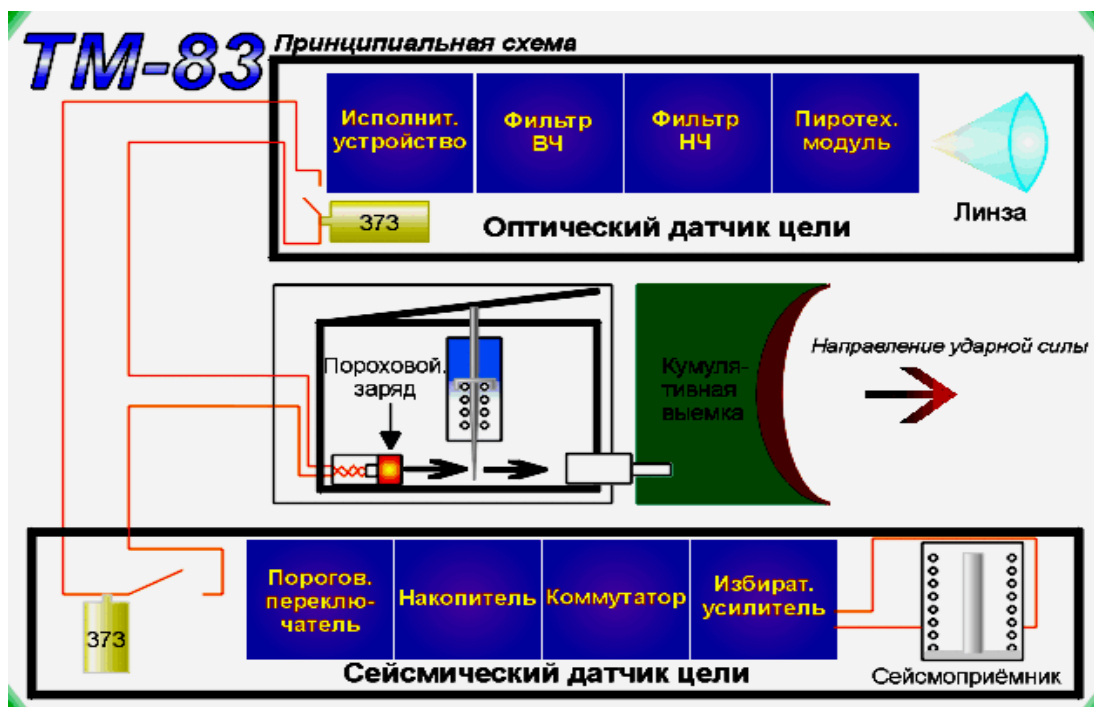 ТМ-83
Принципиальная схема
Исполнит.
устройство
Фильтр
ВЧ
Фильтр
НЧ
Пиротех.
модуль
Линза
373
Оптический датчик цели
Пороховой.
заряд
Кумуля-
тивная
выемка
Направление ударной силы
373
Порогов.
переклю-
чатель
Накопитель
Коммутатор
Избират.
усилитель
Сейсмоприёмник
Сейсмический датчик цели